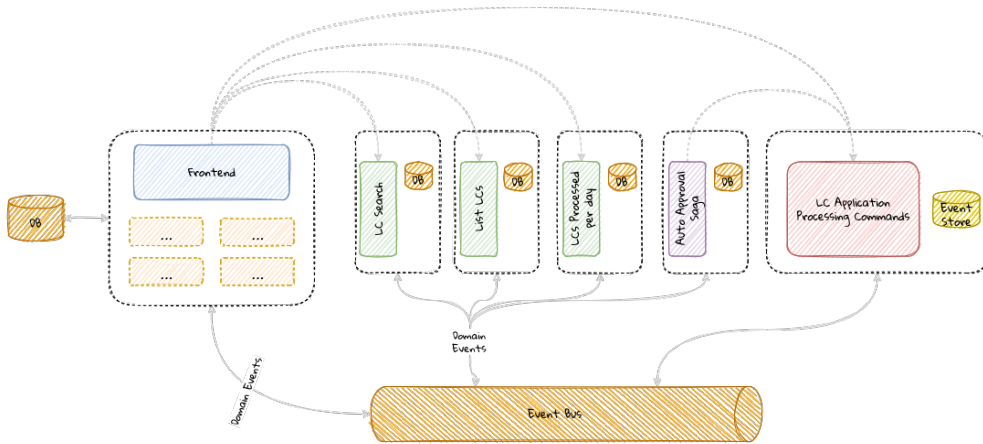 Frontend
DB
...
...
...
...
LC Search
DB
List LCs
DB
LCs Processed
per day
DB
Auto Approval
Saga
DB
LC Application
Processing Commands
Event
Store
Domain
Events
Domain Events
Event Bus